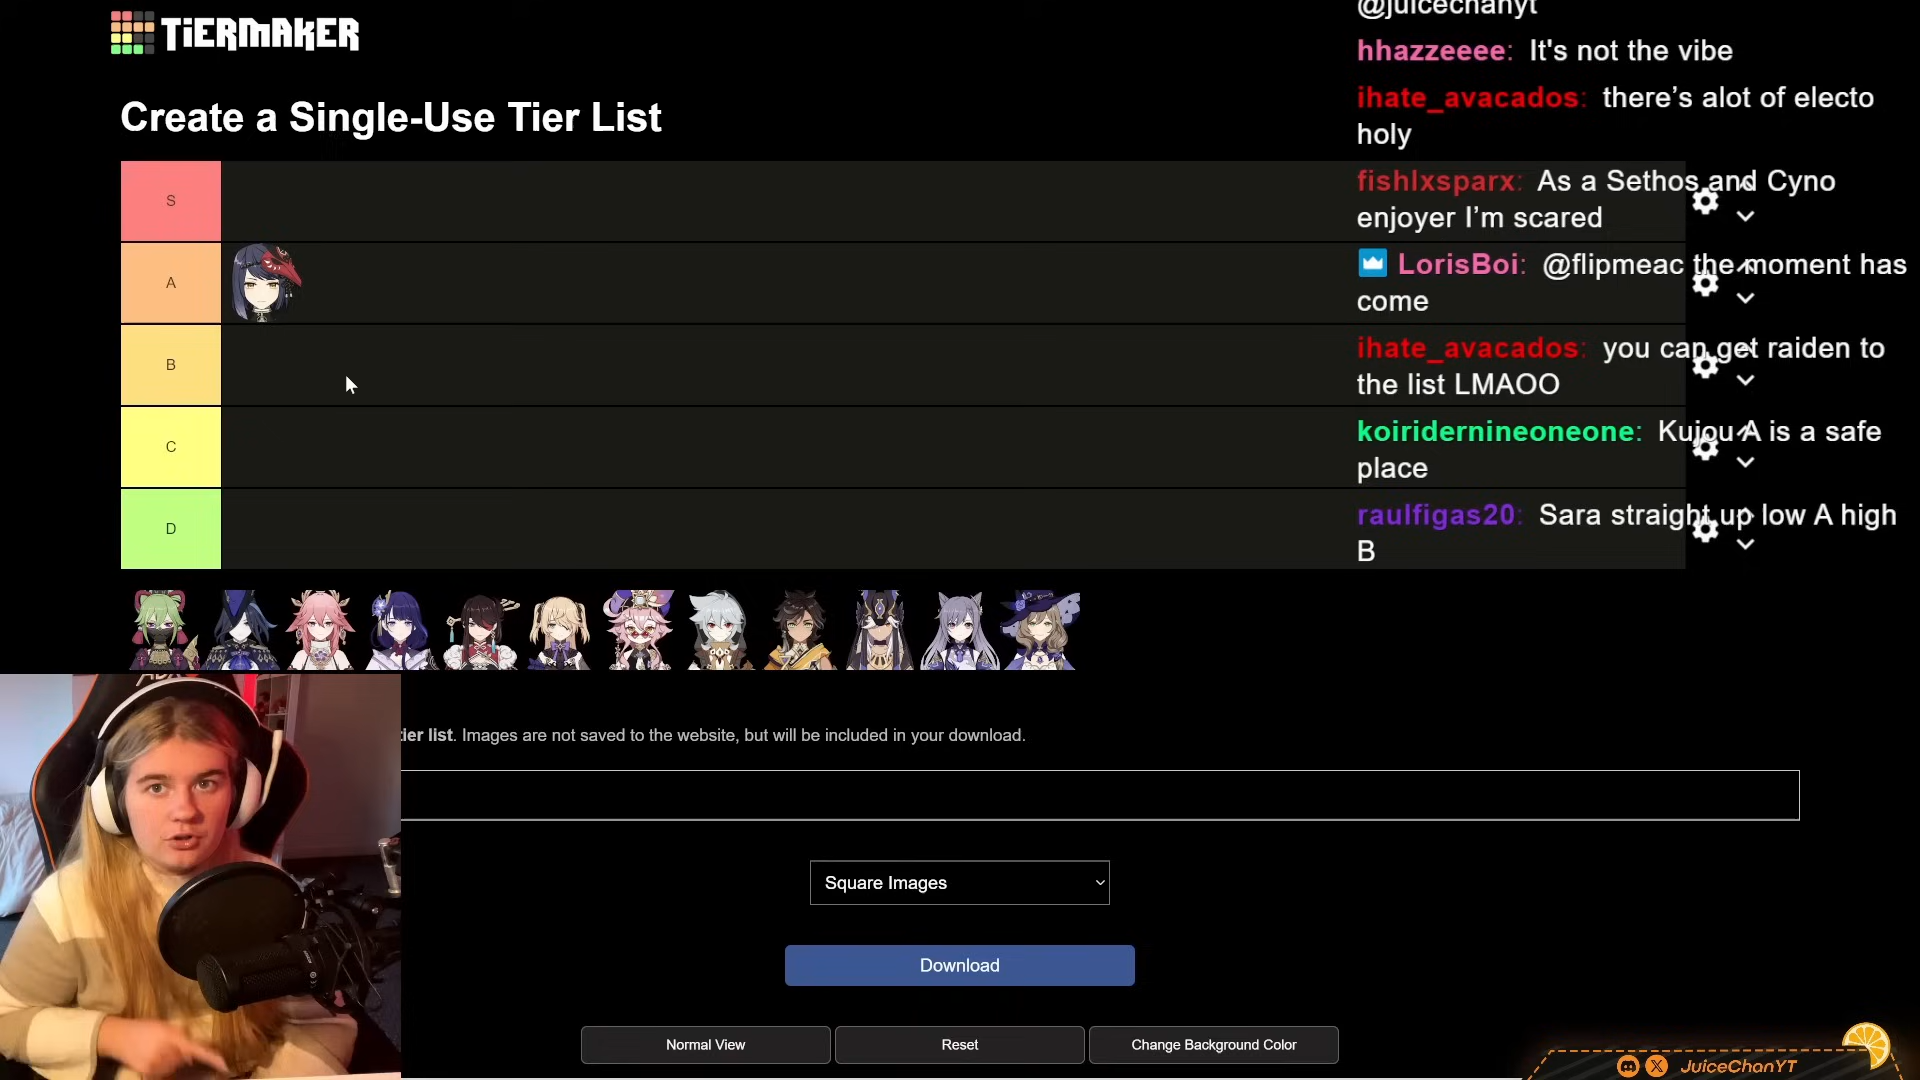 TiERMAKER
@juicechanyt
hhazzeeee: It's not the vibe
ihate_avacados: there's alot of electo
holy
Create a Single-Use Tier List
S
fishlxsparx: As a Sethos and Cyno
enjoyer I'm scared
A
LorisBoi: @flipmeac the moment has
come
B
ihate_avacados: you can get raiden to
the list LMAOO
C
koiridernineoneone: Kujou A is a safe
place
D
raulfigas20: Sara straight up low A high
B
tier list. Images are not saved to the website, but will be included in your download.
Square Images
Download
Normal View
Reset
Change Background Color
JuiceChanYT